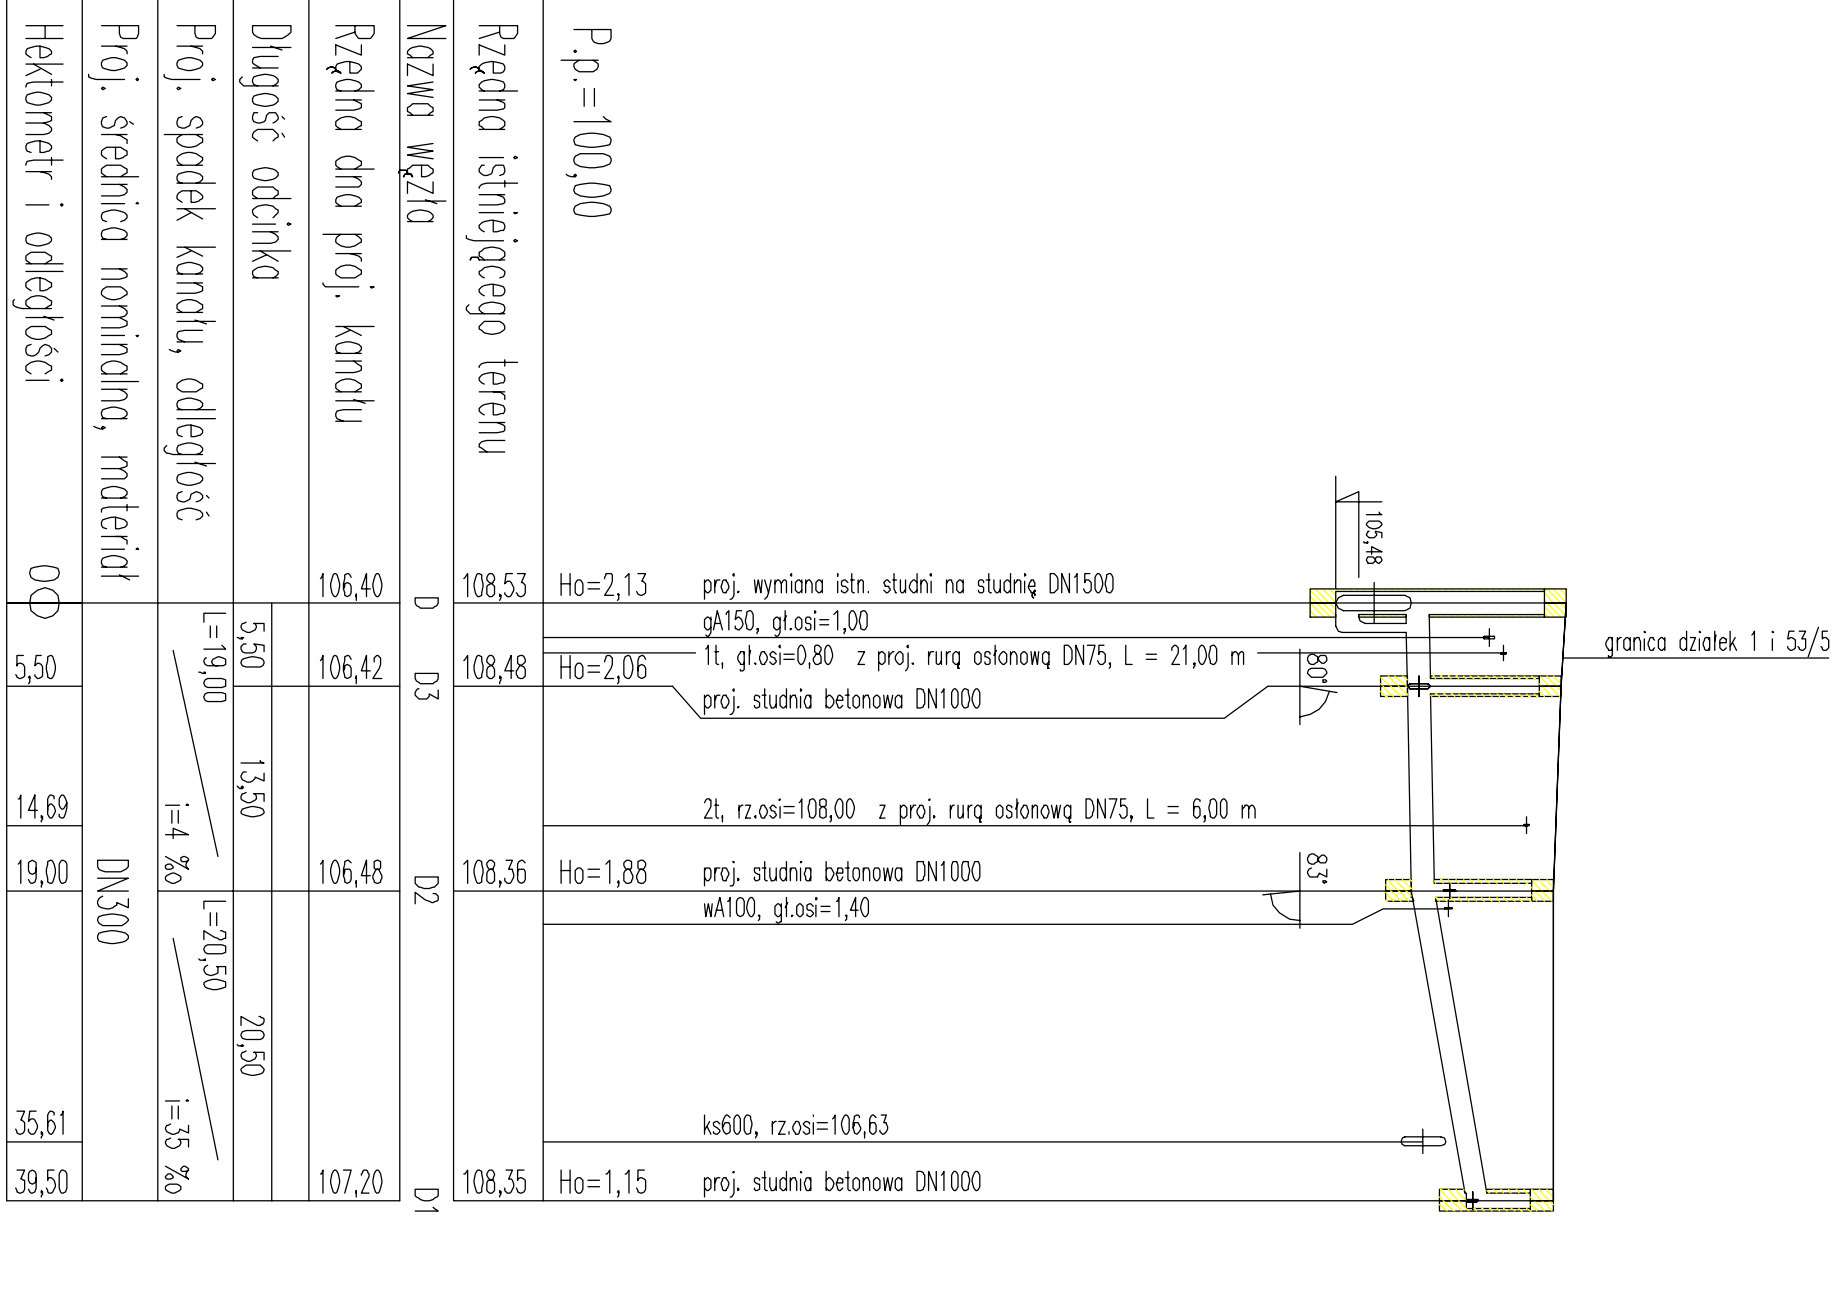 P.p.=100,00
Rzędna istniejącego terenu
Nazwa węzła
Rzędna dna proj. kanału
Długość odcinka
Proj. spadek kanału, odległość
Proj. średnica nominalna, materiał
Hektometr i odległości
0
106,40
D
108,53
Ho=2,13
proj. wymiana istn. studni na studnię DN1500
gA150, gł.osi=1,00
5,50
106,42
D3
108,48
Ho=2,06
1t, gł.osi=0,80 z proj. rurą osłonową DN75, L = 21,00 m
proj. studnia betonowa DN1000
14,69
2t, rz.osi=108,00 z proj. rurą osłonową DN75, L = 6,00 m
19,00
106,48
D2
108,36
Ho=1,88
proj. studnia betonowa DN1000
wA100, gł.osi=1,40
35,61
ks600, rz.osi=106,63
39,50
107,20
D1
108,35
Ho=1,15
proj. studnia betonowa DN1000
5,50
13,50
20,50
L=19,00
i=4 ‰
L=20,50
i=35 ‰
DN300
105,48
80°
83°
granica działek 1 i 53/5